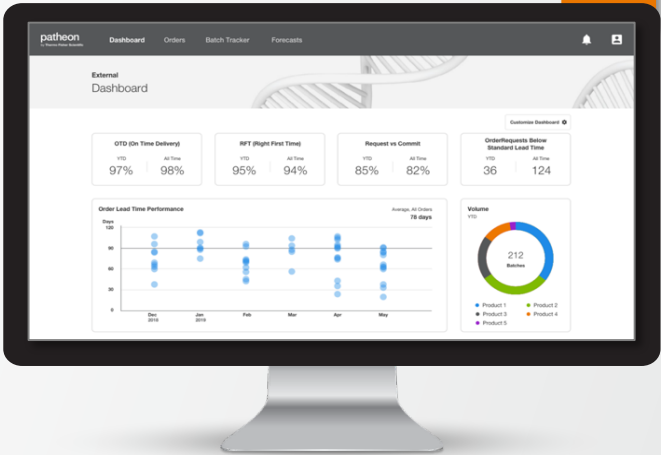 patheon
by Thermo Fisher Scientific
Dashboard Orders Batch Tracker Forecasts
External
Dashboard
Customize Dashboard
OTD (On Time Delivery)
YTD All Time
97% 98%
RFT (Right First Time)
YTD All Time
95% 94%
Request vs Commit
YTD All Time
85% 82%
OrderRequests Below
Standard Lead Time
YTD All Time
36 124
Order Lead Time Performance
Average, All Orders
78 days
Days
120
90
60
30
0
Dec
2019
Jan
2019
Feb
Mar
Apr
May
Volume
YTD
212
Batches
Product 1 Product 2
Product 3 Product 4
Product 5